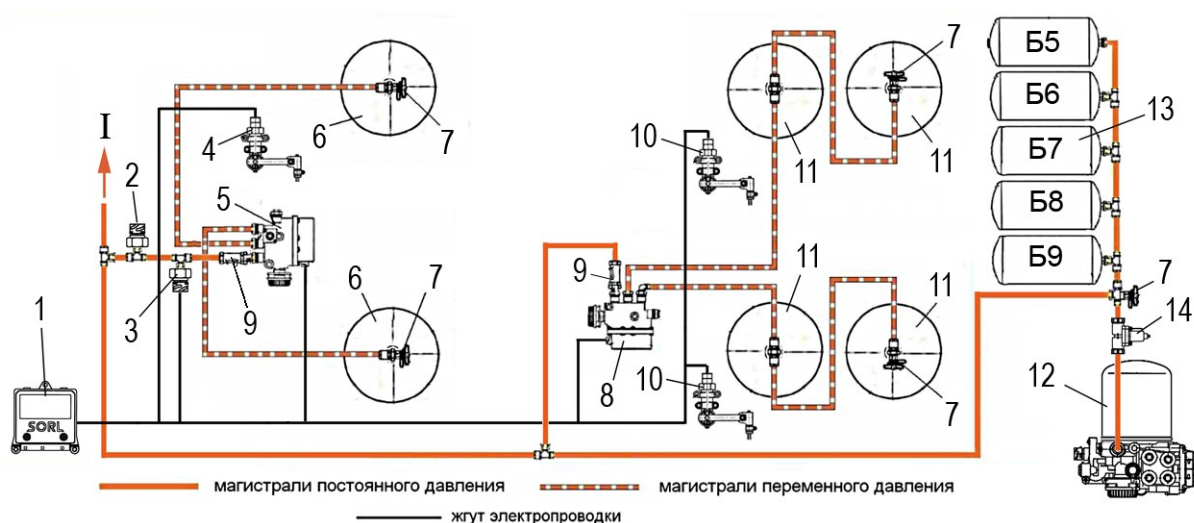 7
7
Б5
6
7
10
Б6
I
4
11
11
Б7
13
2
5
Б8
9
11
11
Б9
6
7
9
7
1
3
14
8
10
12
7
SORL
магистрали постоянного давления
магистрали переменного давления
жгут электропроводки